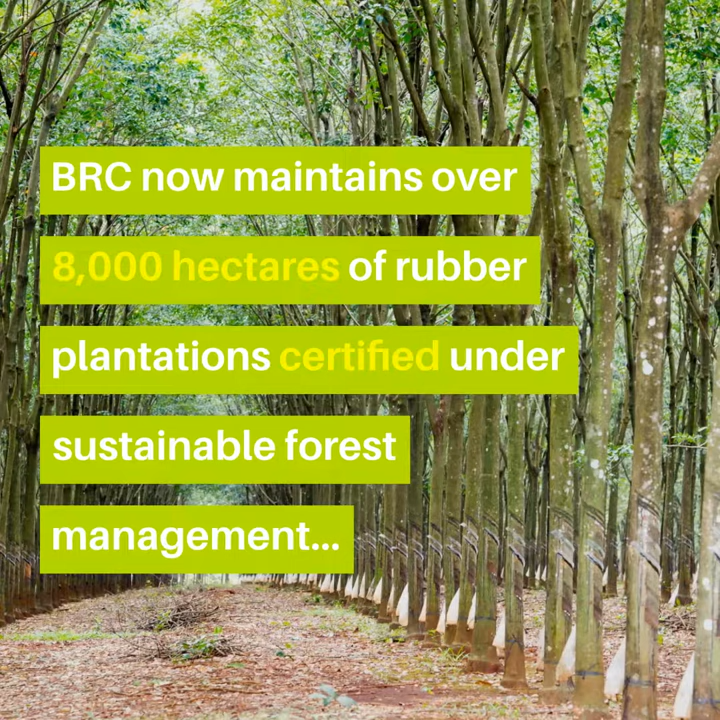 BRC now maintains over
8,000 hectares of rubber
plantations certified under
sustainable forest
management...